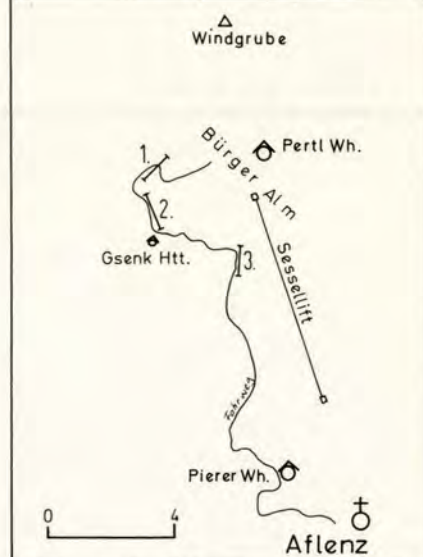 Windgrube
Bürger Alm
Pertl Wh.
1.
2.
Gsenk Htt.
3.
Sessellift
Fahrweg
Pierer Wh.
0 4
Aflenz